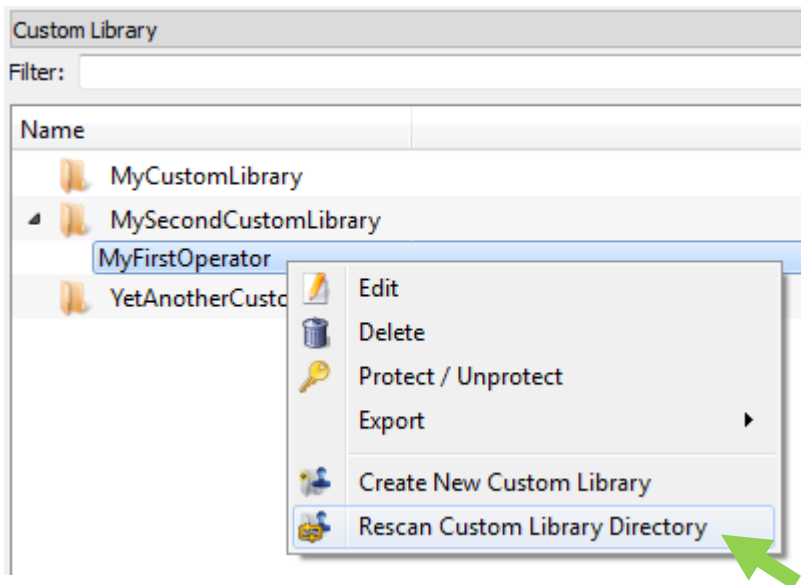 Custom Library
Filter:
Name
MyCustomLibrary
MySecondCustomLibrary
MyFirstOperator
YetAnotherCusto
Edit
Delete
Protect / Unprotect
Export
Create New Custom Library
Rescan Custom Library Directory